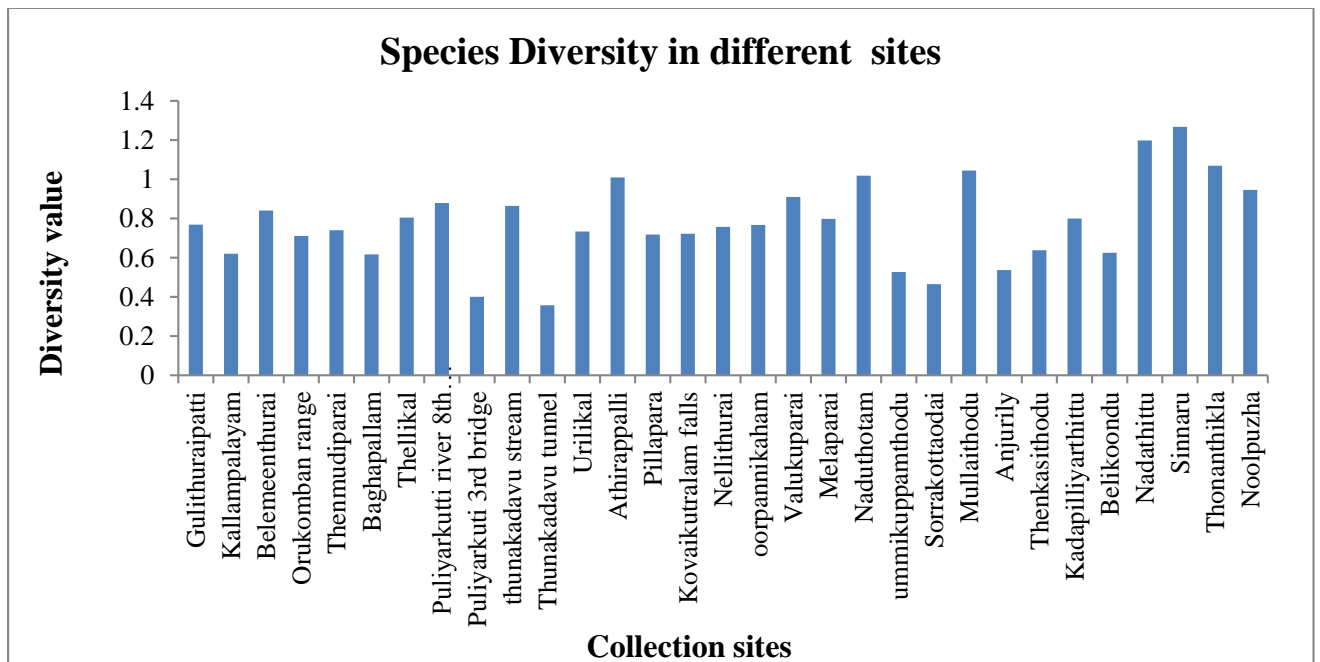 Species Diversity in different sites
Diversity value
1.4
1.2
1
0.8
0.6
0.4
0.2
0
Gulithuraipatti
Kallampalayam
Belemeenthurai
Orukomban range
Thenmudiparai
Baghapallam
Thellikal
Puliyarkutti river 8th…
Puliyarkuti 3rd bridge
thunakadavu stream
Thunakadavu tunnel
Urilikal
Athirappalli
Pillapara
Kovaikutralam falls
Nellithurai
oorpannikaham
Valukuparai
Melaparai
Naduthotam
ummikuppamthodu
Sorrakottaodai
Mullaithodu
Anjurily
Thenkasithodu
Kadapilliyarthittu
Belikoondu
Nadathittu
Sinnaru
Thonanthikla
Noolpuzha
Collection sites